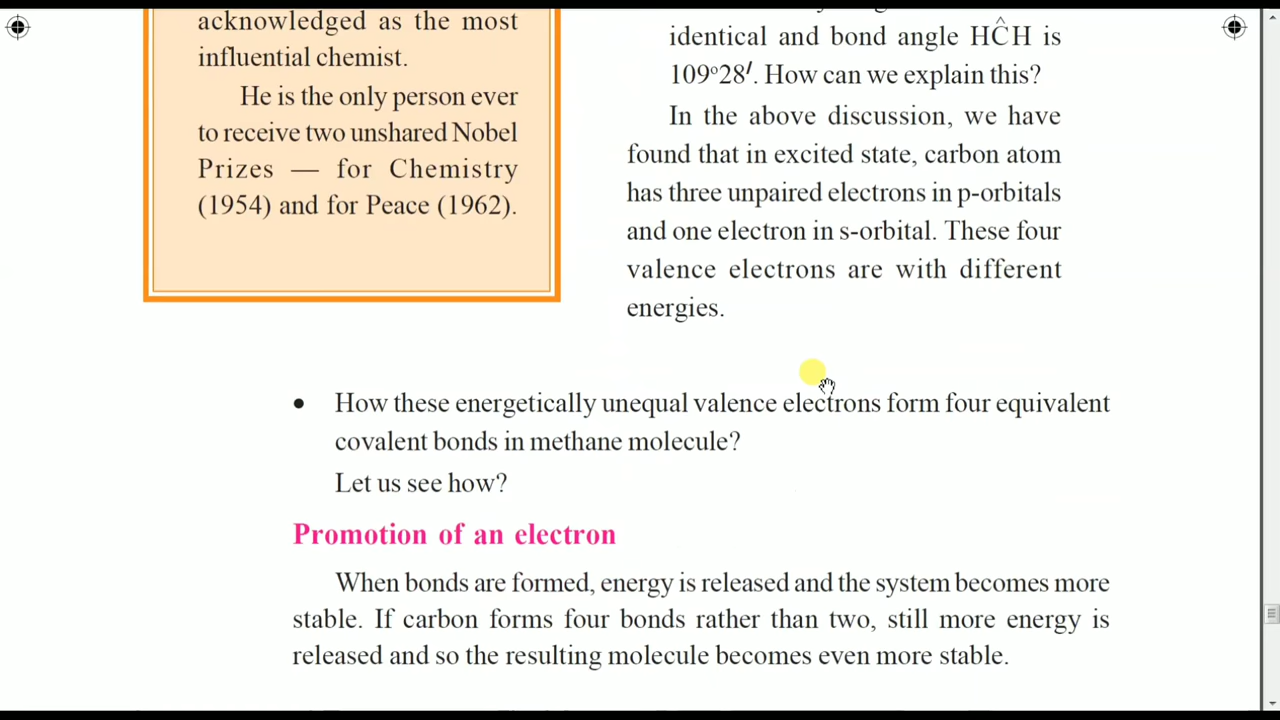 acknowledged as the most
influential chemist.
He is the only person ever
to receive two unshared Nobel
Prizes — for Chemistry
(1954) and for Peace (1962).
identical and bond angle HĈH is
109°28′. How can we explain this?
In the above discussion, we have
found that in excited state, carbon atom
has three unpaired electrons in p-orbitals
and one electron in s-orbital. These four
valence electrons are with different
energies.
• How these energetically unequal valence electrons form four equivalent
covalent bonds in methane molecule?
Let us see how?
Promotion of an electron
When bonds are formed, energy is released and the system becomes more
stable. If carbon forms four bonds rather than two, still more energy is
released and so the resulting molecule becomes even more stable.